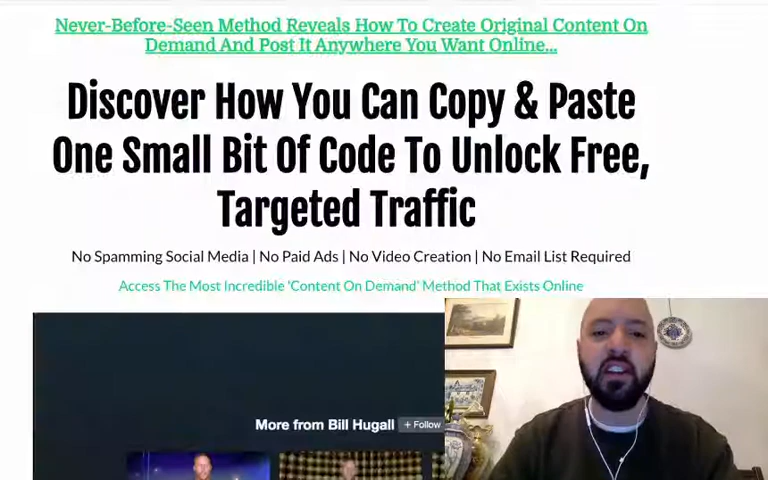 Never-Before-Seen Method Reveals How To Create Original Content On
Demand And Post It Anywhere You Want Online...
Discover How You Can Copy & Paste
One Small Bit Of Code To Unlock Free,
Targeted Traffic
No Spamming Social Media | No Paid Ads | No Video Creation | No Email List Required
Access The Most Incredible 'Content On Demand' Method That Exists Online
More from Bill Hugall + Follow